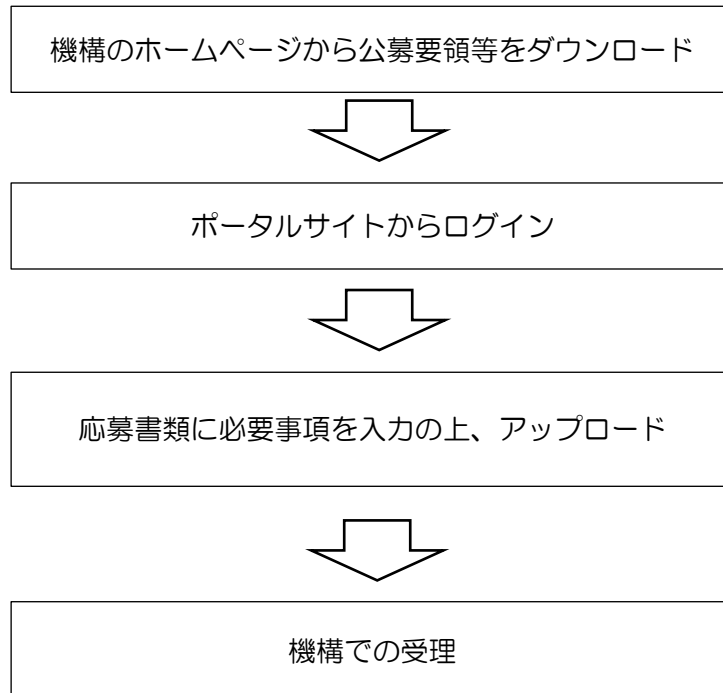 機構のホームページから公募要領等をダウンロード
ポータルサイトからログイン
応募書類に必要事項を入力の上、アップロード
機構での受理